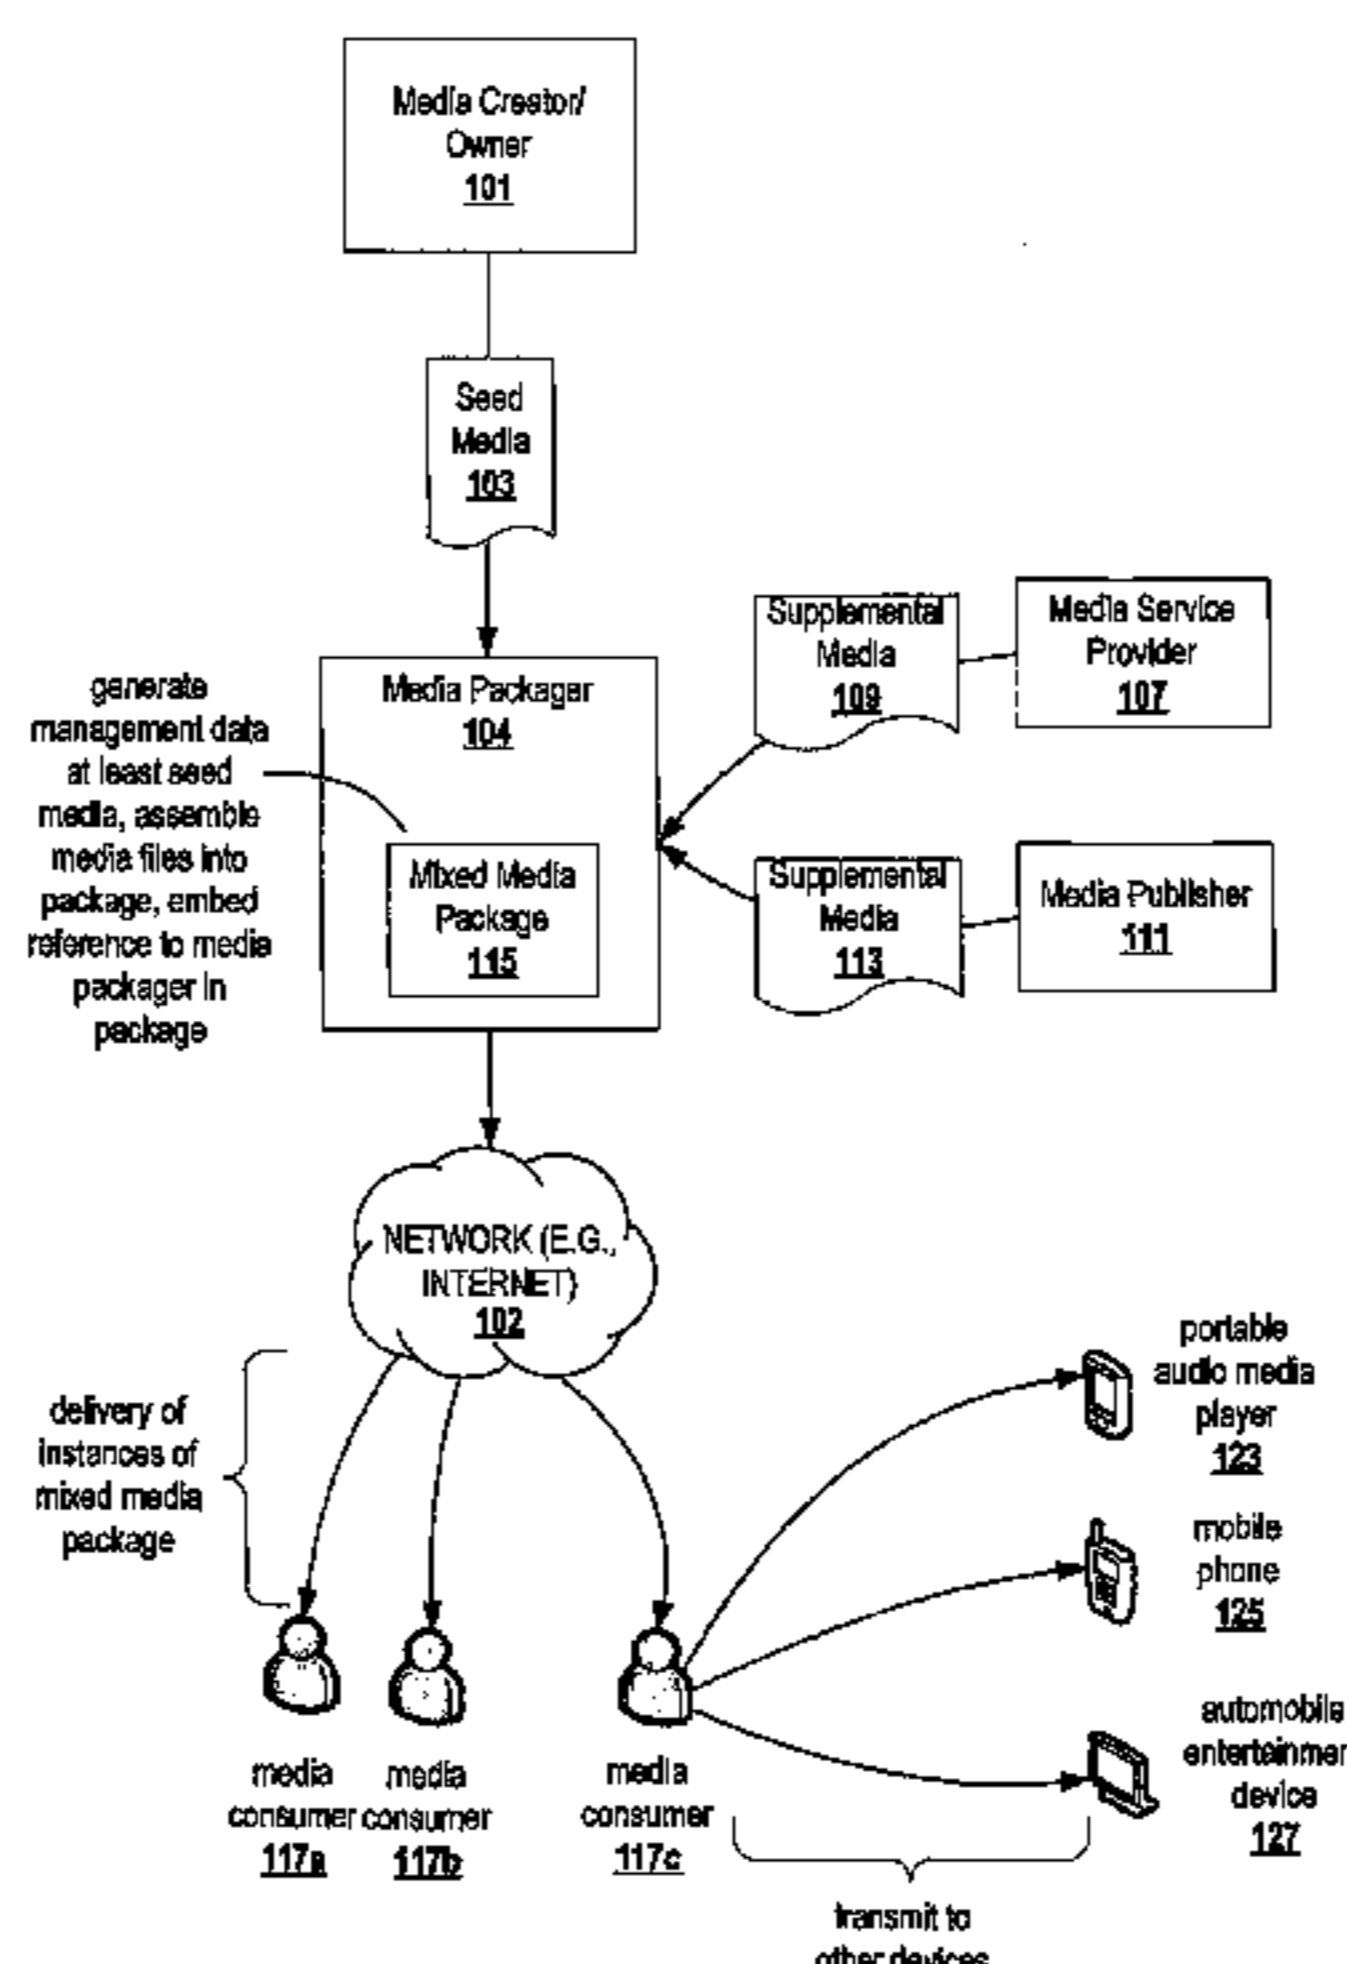 Media Creator/
Owner
101
Seed
Media
103
Supplemental
Media
109
Media Service
Provider
107
generate
management data
at least seed
media, assemble
media files into
package, embed
reference to media
packager in
package
Media Packager
104
Mixed Media
Package
115
Supplemental
Media
113
Media Publisher
111
NETWORK (E.G.,
INTERNET)
102
delivery of
instances of
mixed media
package
portable
audio media
player
123
mobile
phone
125
automobile
entertainmen
device
127
media
consumer
117a
media
consumer
117b
media
consumer
117c
transmit to
other devices